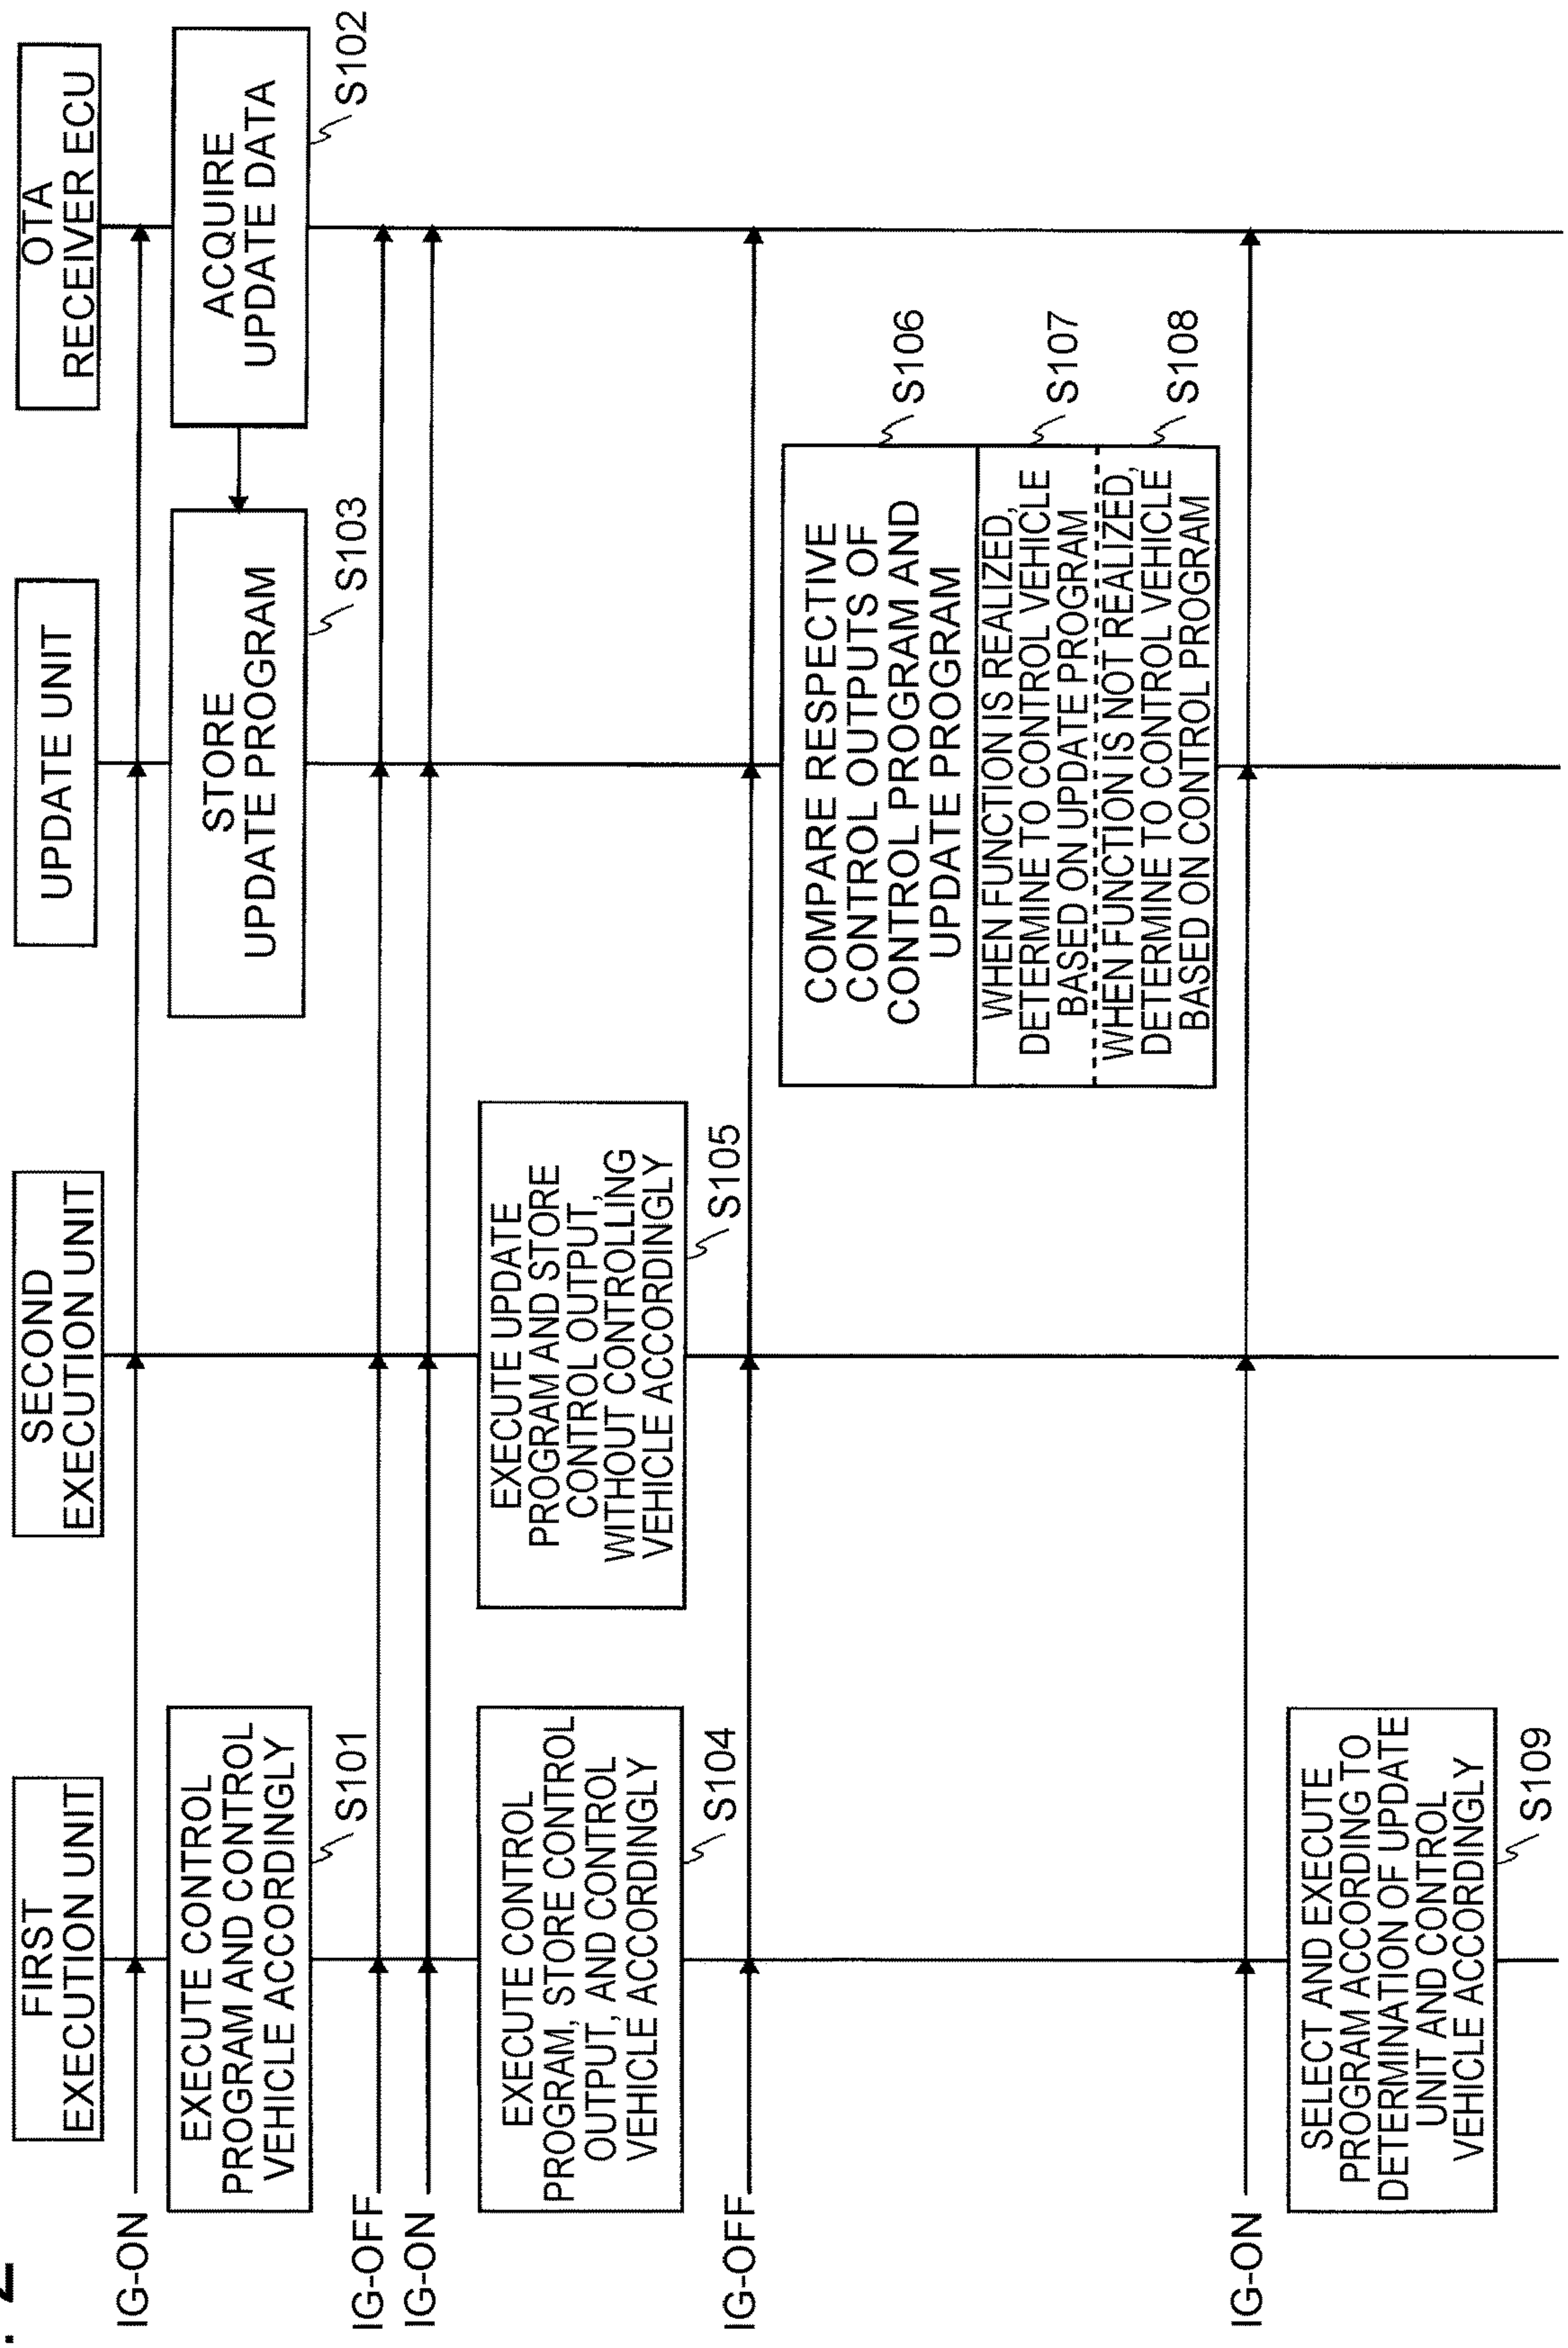 FIRST
EXECUTION UNIT
SECOND
EXECUTION UNIT
UPDATE UNIT
OTA
RECEIVER ECU
IG-ON
EXECUTE CONTROL
PROGRAM AND CONTROL
VEHICLE ACCORDINGLY
S101
STORE
UPDATE PROGRAM
S103
ACQUIRE
UPDATE DATA
S102
IG-OFF
IG-ON
EXECUTE CONTROL
PROGRAM, STORE CONTROL
OUTPUT, AND CONTROL
VEHICLE ACCORDINGLY
S104
EXECUTE UPDATE
PROGRAM AND STORE
CONTROL OUTPUT,
WITHOUT CONTROLLING
VEHICLE ACCORDINGLY
S105
IG-OFF
COMPARE RESPECTIVE
CONTROL OUTPUTS OF
CONTROL PROGRAM AND
UPDATE PROGRAM
S106
WHEN FUNCTION IS REALIZED,
DETERMINE TO CONTROL VEHICLE
BASED ON UPDATE PROGRAM
S107
WHEN FUNCTION IS NOT REALIZED,
DETERMINE TO CONTROL VEHICLE
BASED ON CONTROL PROGRAM
S108
IG-ON
SELECT AND EXECUTE
PROGRAM ACCORDING TO
DETERMINATION OF UPDATE
UNIT AND CONTROL
VEHICLE ACCORDINGLY
S109